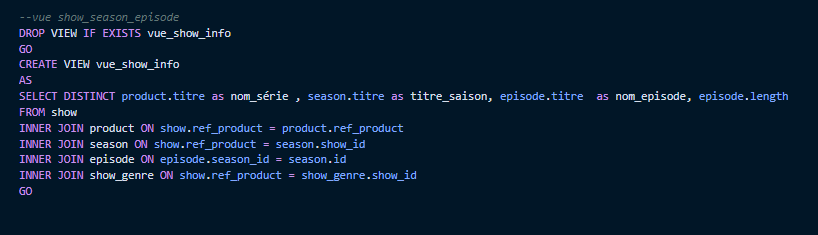 --vue show_season_episode
DROP VIEW IF EXISTS vue_show_info
GO
CREATE VIEW vue_show_info
AS
SELECT DISTINCT product.titre as nom_série , season.titre as titre_saison, episode.titre  as nom_episode, episode.length
FROM show
INNER JOIN product ON show.ref_product = product.ref_product
INNER JOIN season ON show.ref_product = season.show_id
INNER JOIN episode ON episode.season_id = season.id
INNER JOIN show_genre ON show.ref_product = show_genre.show_id
GO